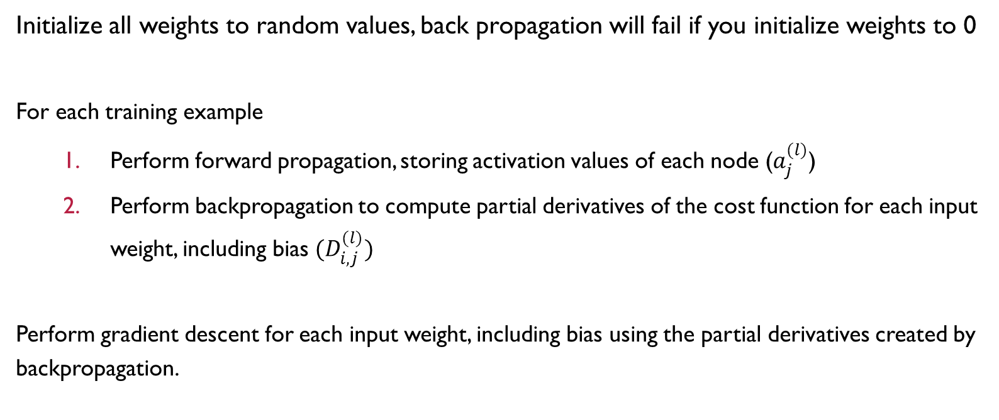 Initialize all weights to random values, back propagation will fail if you initialize weights to 0
For each training example
1. Perform forward propagation, storing activation values of each node (a_j^{(l)})
2. Perform backpropagation to compute partial derivatives of the cost function for each input
weight, including bias (D_{i,j}^{(l)})
Perform gradient descent for each input weight, including bias using the partial derivatives created by
backpropagation.